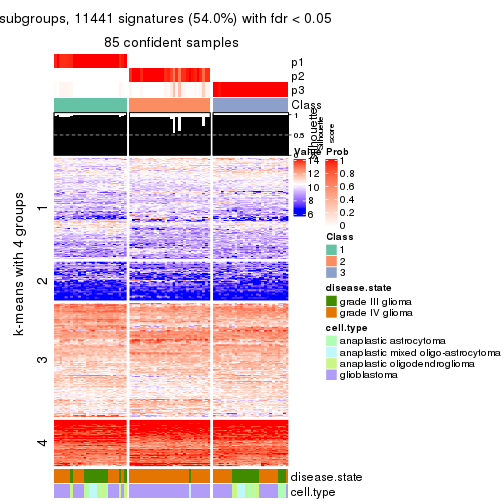 subgroups, 11441 signatures (54.0%) with fdr < 0.05
85 confident samples
p1
p2
p3
Class
1
0.5
Silhouette
score
k-means with 4 groups
1
2
3
4
Value
14
12
10
8
6
Prob
1
0.8
0.6
0.4
0.2
0
Class
1
2
3
disease.state
grade III glioma
grade IV glioma
cell.type
anaplastic astrocytoma
anaplastic mixed oligo-astrocytoma
anaplastic oligodendroglioma
glioblastoma
disease.state
cell.type